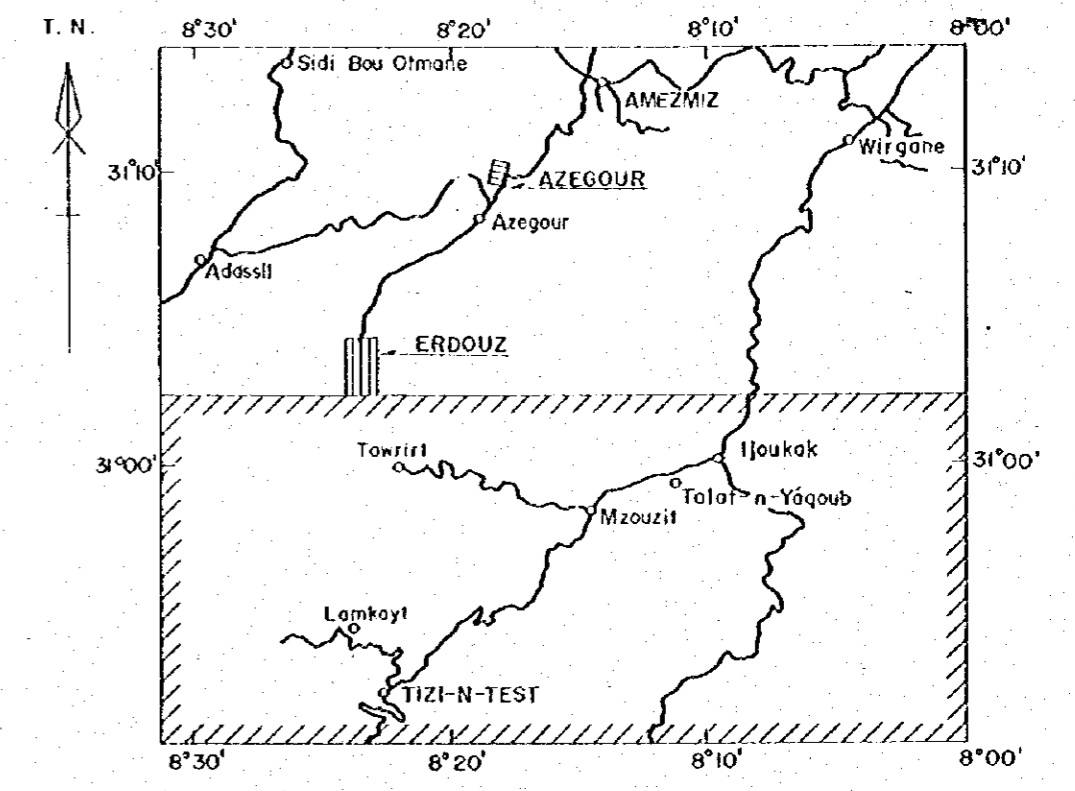 T. N.
8°30' 8°20' 8°10' 8°00'
Sidi Bou Otmane
AMEZMIZ
Wirgane
31°10' 31°10'
AZEGOUR
Azegour
Adassil
ERDOUZ
Tawrirt
Ijoukak
31°00' 31°00'
Talat-n-Yáqoub
Mzouzit
Lamkayt
TIZI-N-TEST
8°30' 8°20' 8°10' 8°00'